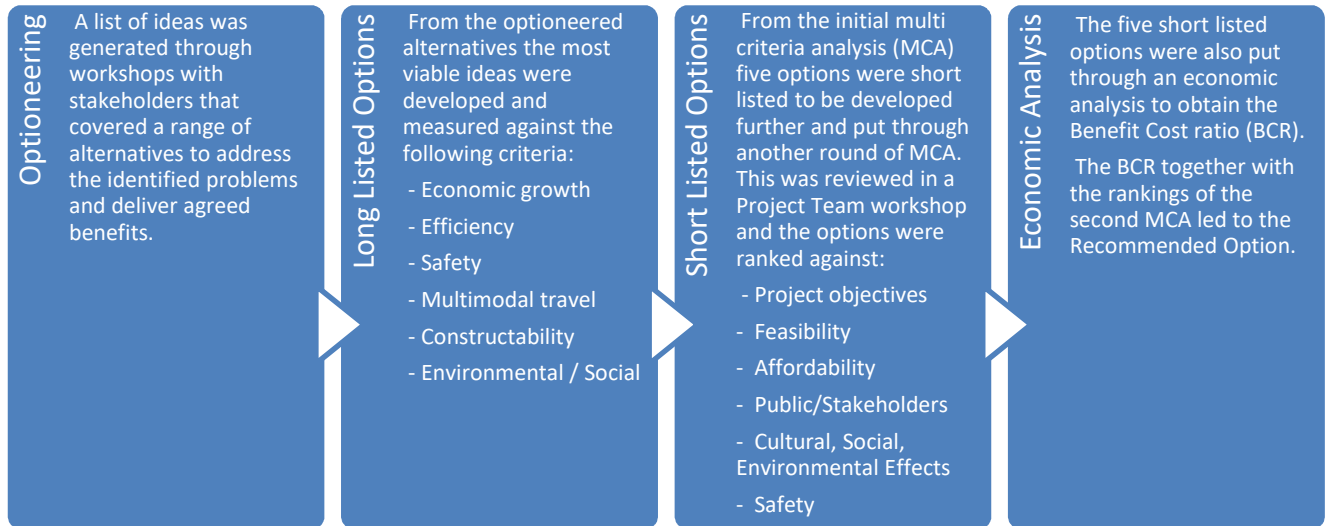 Optioneering
A list of ideas was
generated through
workshops with
stakeholders that
covered a range of
alternatives to address
the identified problems
and deliver agreed
benefits.
Long Listed Options
From the optioneered
alternatives the most
viable ideas were
developed and
measured against the
following criteria:
- Economic growth
- Efficiency
- Safety
- Multimodal travel
- Constructability
- Environmental / Social
Short Listed Options
From the initial multi
criteria analysis (MCA)
five options were short
listed to be developed
further and put through
another round of MCA.
This was reviewed in a
Project Team workshop
and the options were
ranked against:
- Project objectives
- Feasibility
- Affordability
- Public/Stakeholders
- Cultural, Social,
Environmental Effects
- Safety
Economic Analysis
The five short listed
options were also put
through an economic
analysis to obtain the
Benefit Cost ratio (BCR).
The BCR together with
the rankings of the
second MCA led to the
Recommended Option.